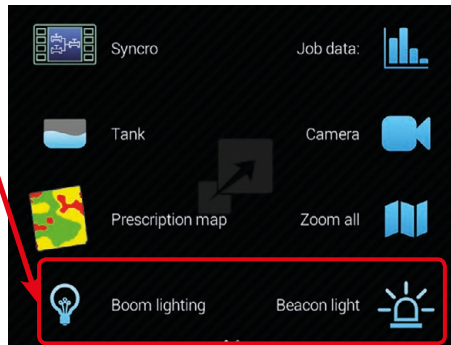 Syncro
Job data:
Tank
Camera
Prescription map
Zoom all
Boom lighting
Beacon light